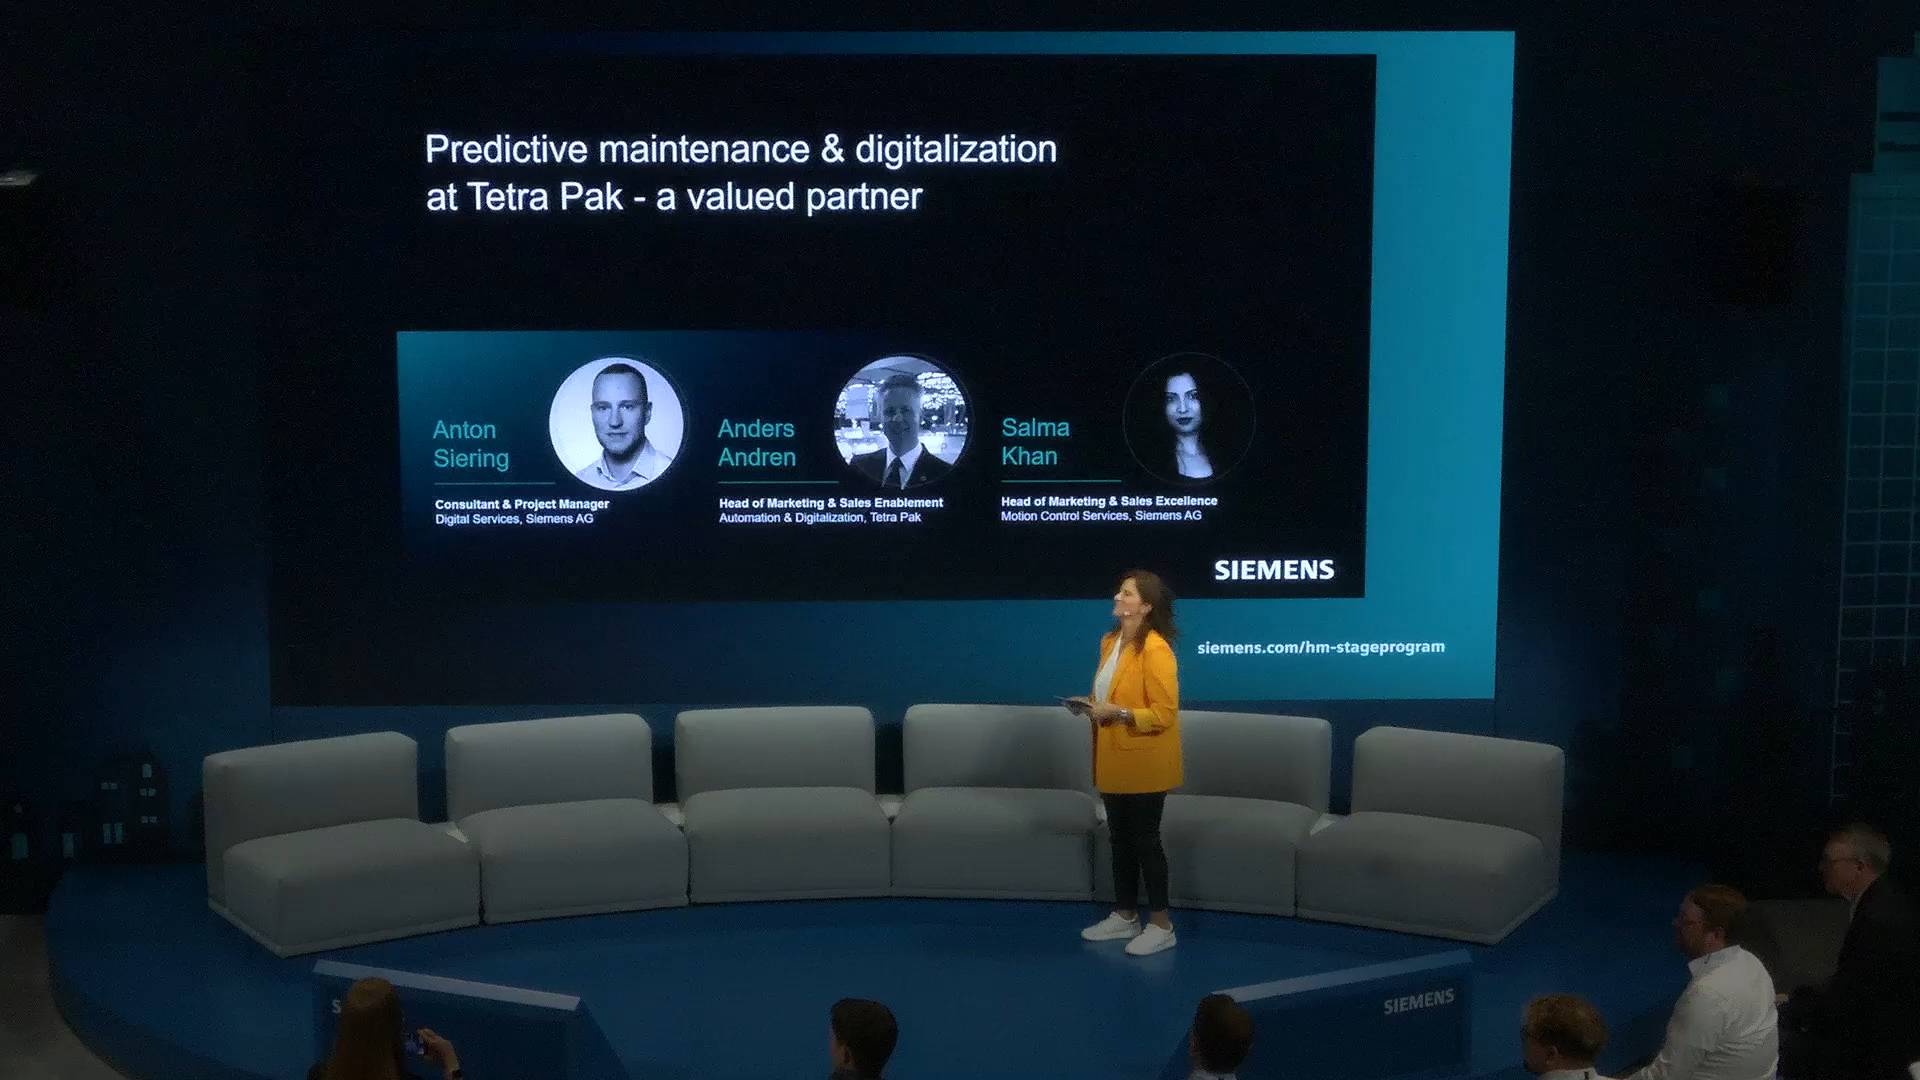 Predictive maintenance & digitalization
at Tetra Pak - a valued partner
Anton
Siering
Consultant & Project Manager
Digital Services, Siemens AG
Anders
Andren
Head of Marketing & Sales Enablement
Automation & Digitalization, Tetra Pak
Salma
Khan
Head of Marketing & Sales Excellence
Motion Control Services, Siemens AG
SIEMENS
siemens.com/hm-stageprogram
S
SIEMENS